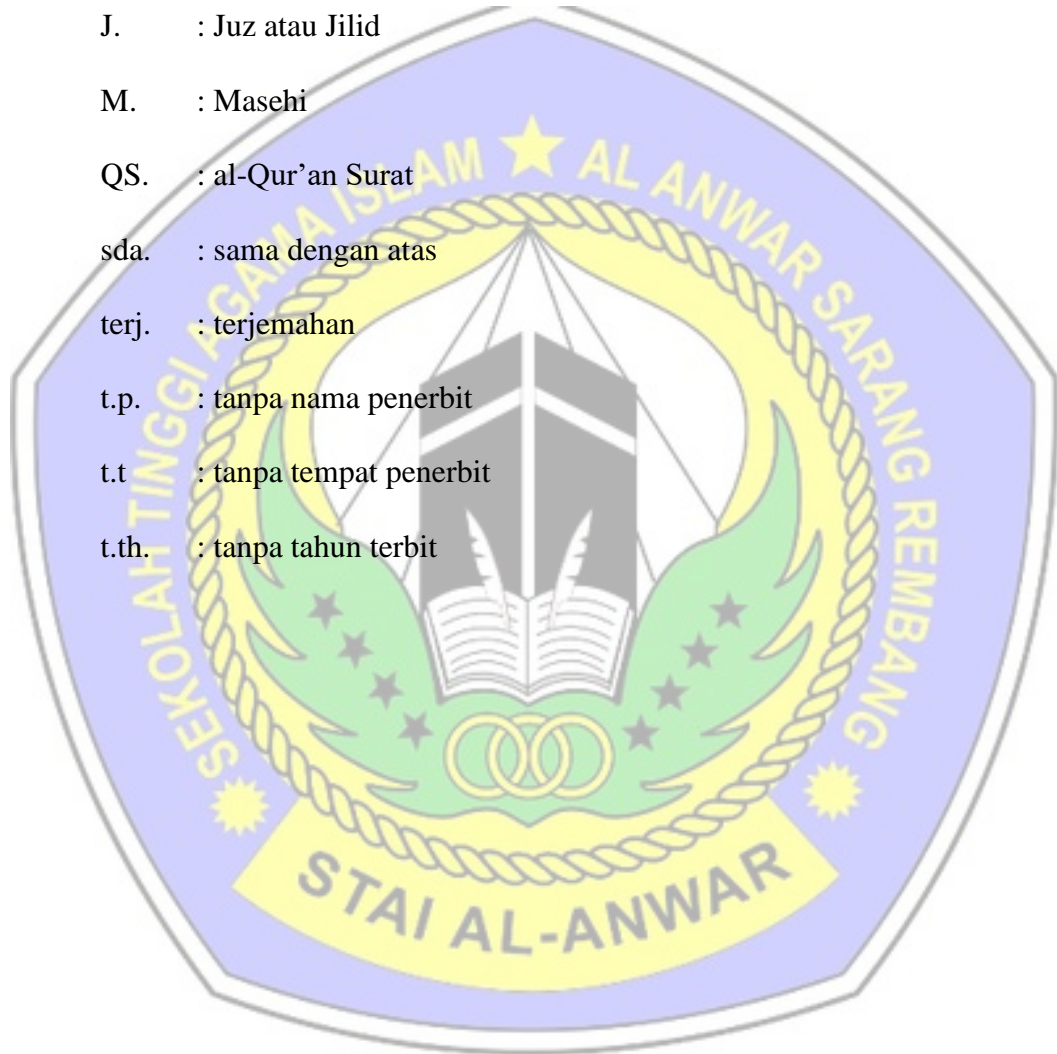 J. : Juz atau Jilid
M. : Masehi
QS. : al-Qur’an Surat
sda. : sama dengan atas
terj. : terjemahan
t.p. : tanpa nama penerbit
t.t : tanpa tempat penerbit
t.th. : tanpa tahun terbit
SEKOLAH TINGGI AGAMA ISLAM ★ AL ANWAR SARANG REMBANG
STAI AL-ANWAR